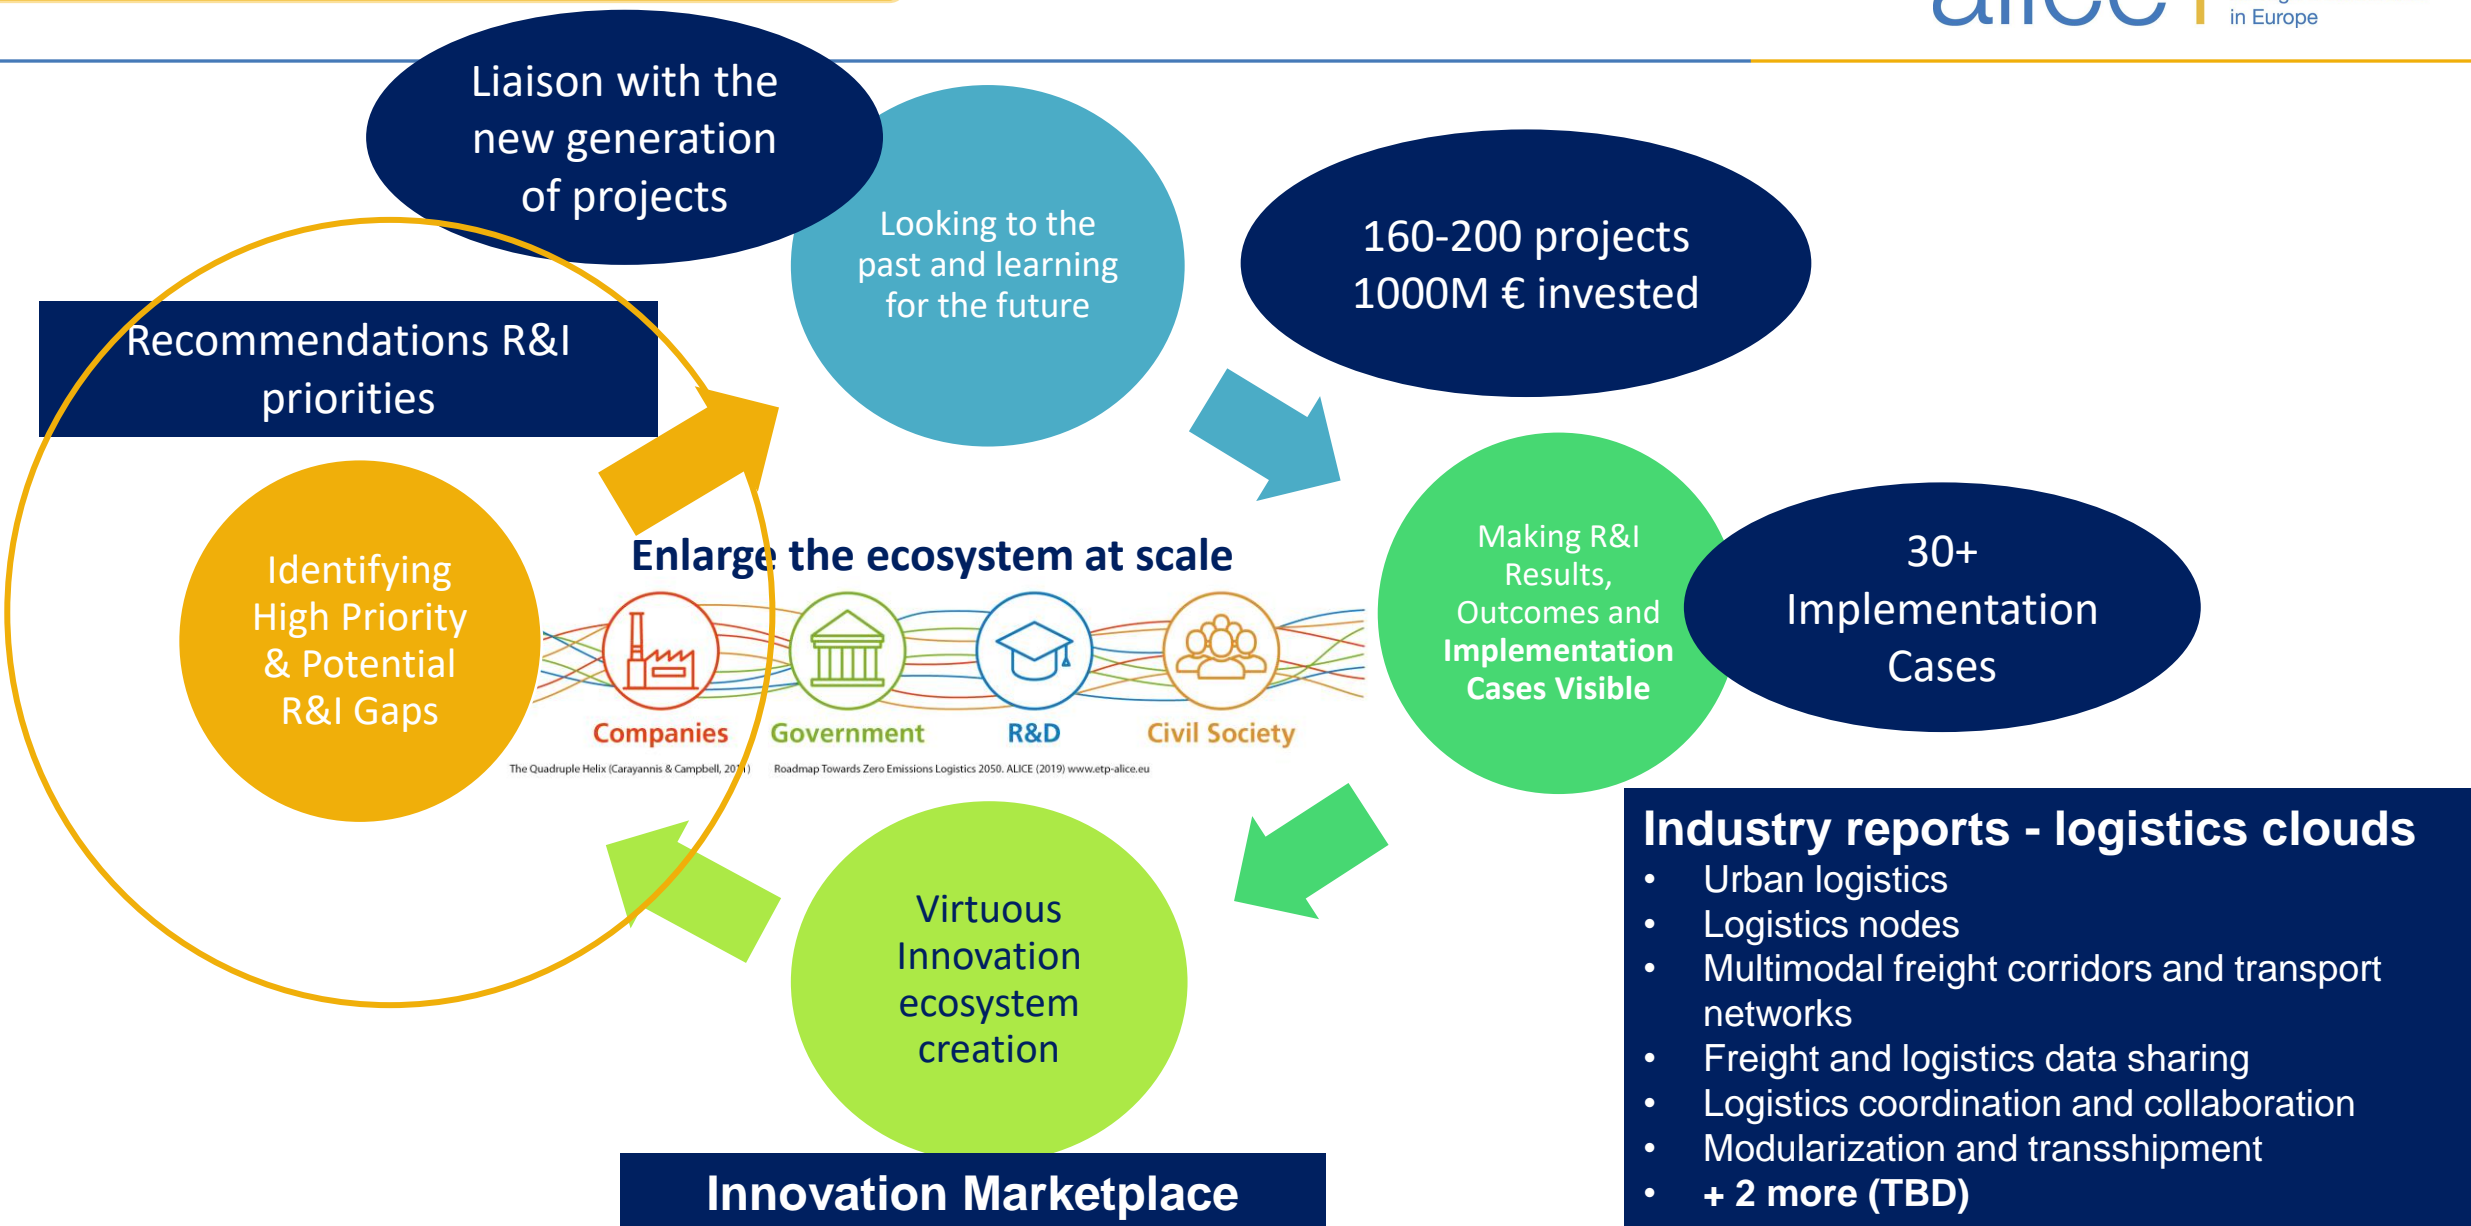 in Europe
Liaison with the
new generation
of projects
Looking to the
past and learning
for the future
160-200 projects
1000M € invested
Recommendations R&I
priorities
Identifying
High Priority
& Potential
R&I Gaps
Enlarge the ecosystem at scale
Companies
Government
R&D
Civil Society
The Quadruple Helix (Carayannis & Campbell, 2011)
Roadmap Towards Zero Emissions Logistics 2050. ALICE (2019) www.etp-alice.eu
Making R&I
Results,
Outcomes and
Implementation
Cases Visible
30+
Implementation
Cases
Virtuous
Innovation
ecosystem
creation
Innovation Marketplace
Industry reports - logistics clouds
• Urban logistics
• Logistics nodes
• Multimodal freight corridors and transport
networks
• Freight and logistics data sharing
• Logistics coordination and collaboration
• Modularization and transshipment
• + 2 more (TBD)